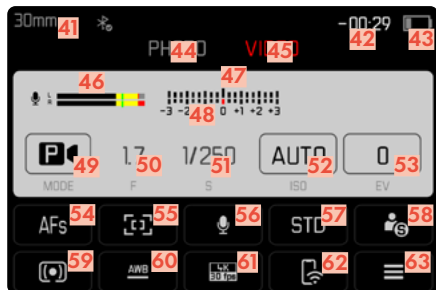 30mm 41 -00:29
42 43
PHOTO 44 VIDEO 45
46 47
L
R
-3 -2 48 0 +1 +2 +3
P 49 1.7 50 1/250 51 AUTO 52 0 53
MODE F S ISO EV
AFs 54 55 56 STD 57 S 58
59 AWB 60 4K 61 62 63
30 fps